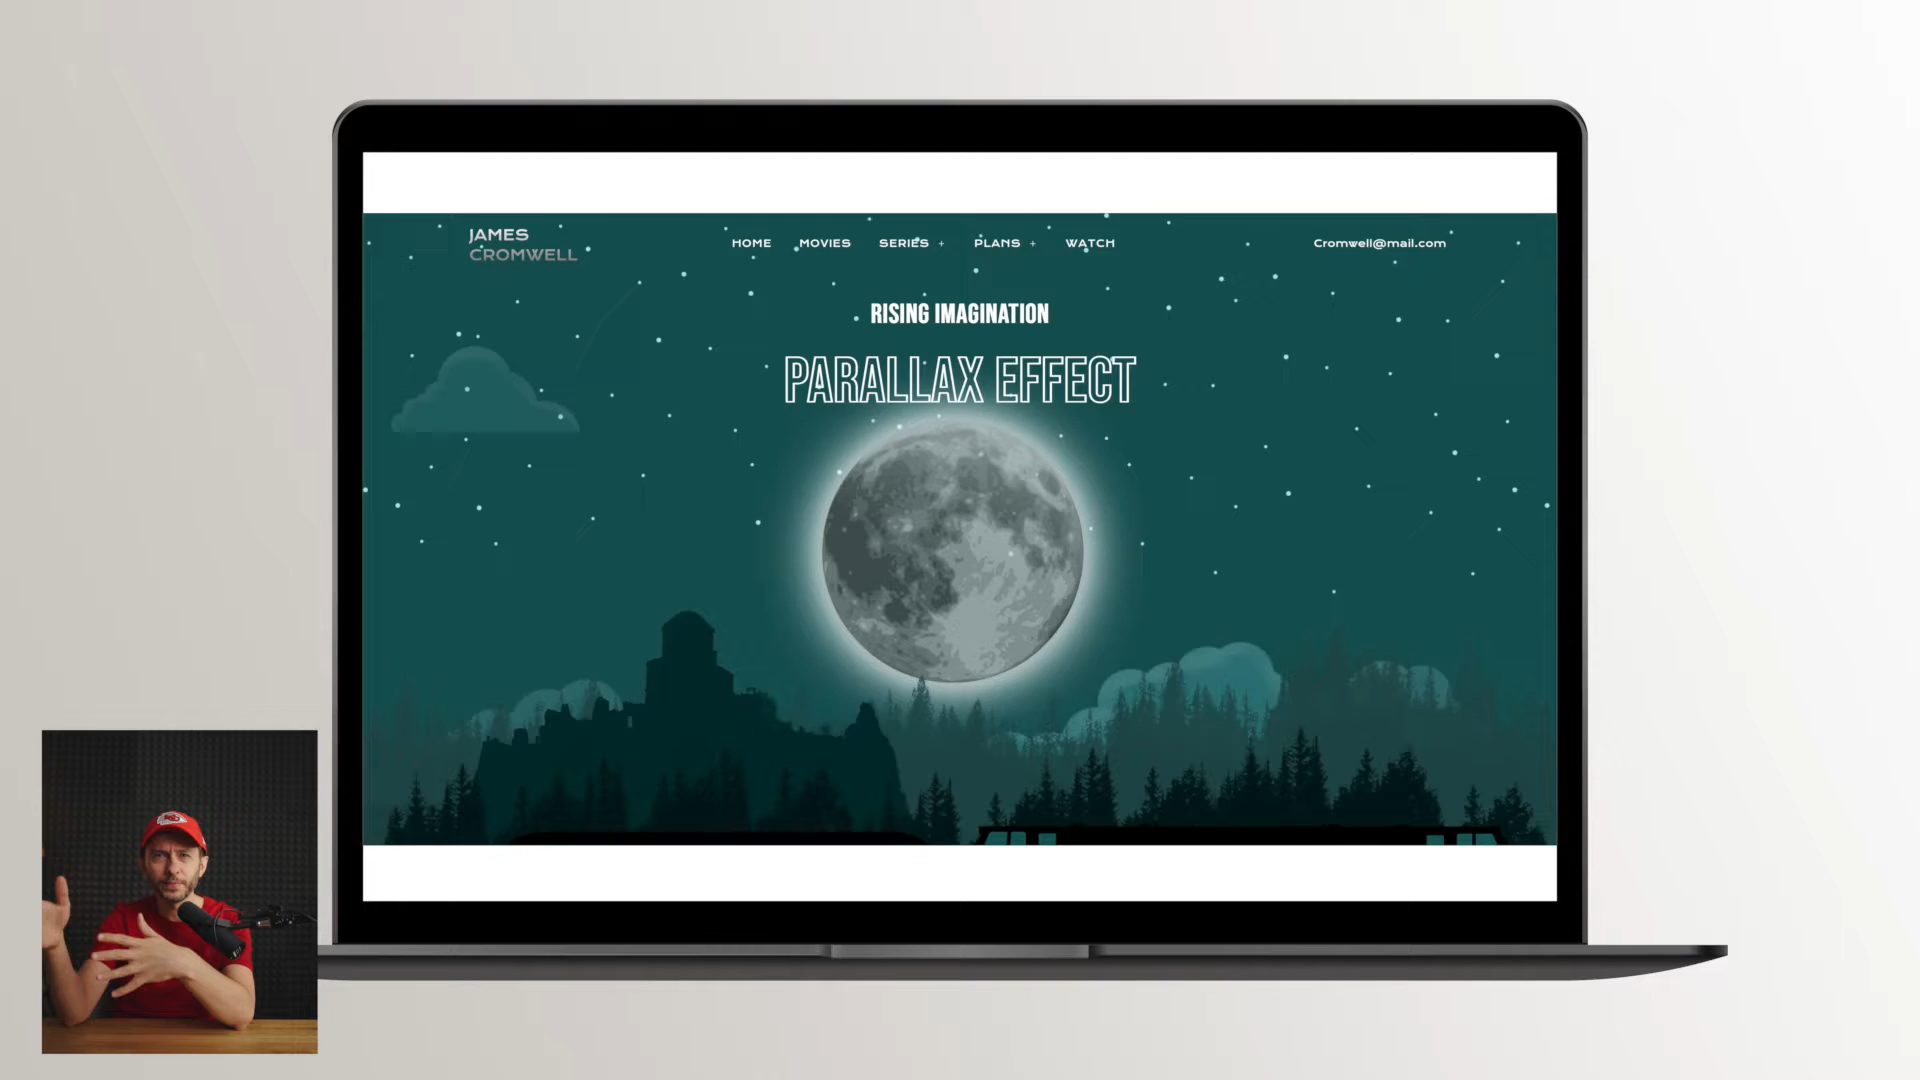 JAMES
CROMWELL
HOME MOVIES SERIES + PLANS + WATCH
Cromwell@mail.com
RISING IMAGINATION
PARALLAX EFFECT